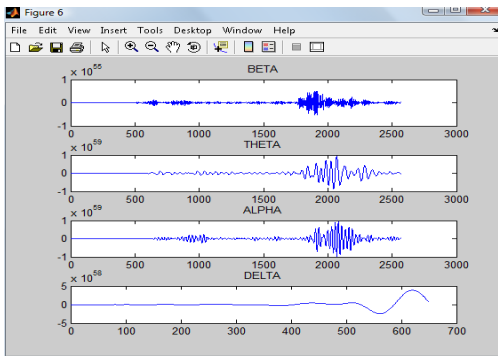 Figure 6
File Edit View Insert Tools Desktop Window Help
x 10^55
BETA
1
0
-1
0 500 1000 1500 2000 2500 3000
x 10^59
THETA
1
0
-1
0 500 1000 1500 2000 2500 3000
x 10^59
ALPHA
1
0
-1
0 500 1000 1500 2000 2500 3000
x 10^58
DELTA
5
0
-5
0 100 200 300 400 500 600 700